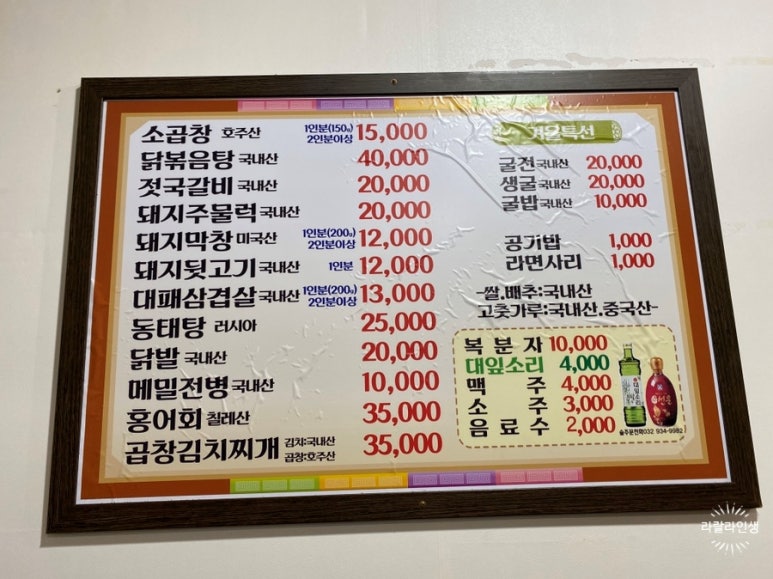 소곱창 호주산 1인분(150g) 2인분이상 15,000
닭볶음탕 국내산 40,000
젓국갈비 국내산 20,000
돼지주물럭 국내산 20,000
돼지막창 미국산 1인분(200g) 2인분이상 12,000
돼지뒷고기 국내산 1인분 12,000
대패삼겹살 국내산 1인분(200g) 2인분이상 13,000
동태탕 러시아 25,000
닭발 국내산 20,000
메밀전병 국내산 10,000
홍어회 칠레산 35,000
곱창김치찌개 김치:국내산 곱창:호주산 35,000
겨울특선
굴전 국내산 20,000
생굴 국내산 20,000
굴밥 국내산 10,000
공기밥 1,000
라면사리 1,000
-쌀,배추:국내산
고춧가루:국내산,중국산-
복분자 10,000
대잎소리 4,000
맥주 4,000
소주 3,000
음료수 2,000
대잎소리
032 934-9982
라랄라인생